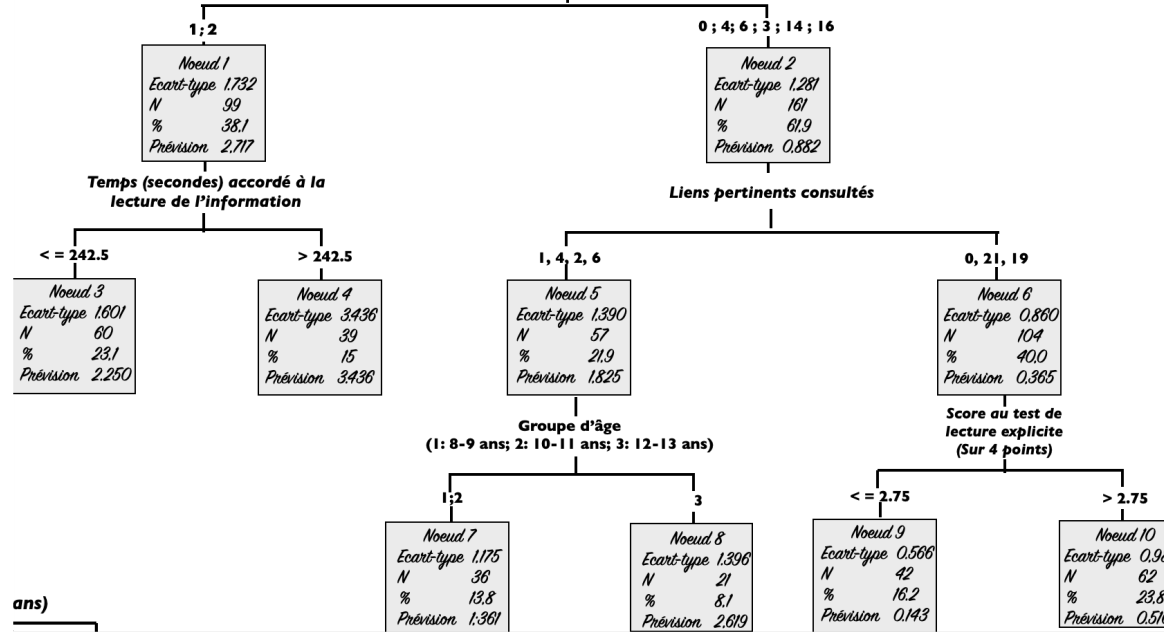 1 ; 2
0 ; 4; 6 ; 3 ; 14 ; 16
Noeud 1
Ecart-type 1.732
N 99
% 38.1
Prévision 2.717
Noeud 2
Ecart-type 1.281
N 161
% 61.9
Prévision 0.882
Temps (secondes) accordé à la
lecture de l'information
Liens pertinents consultés
< = 242.5
> 242.5
1, 4, 2, 6
0, 21, 19
Noeud 3
Ecart-type 1.601
N 60
% 23.1
Prévision 2.250
Noeud 4
Ecart-type 3.436
N 39
% 15
Prévision 3.436
Noeud 5
Ecart-type 1.390
N 57
% 21.9
Prévision 1.825
Noeud 6
Ecart-type 0.860
N 104
% 40.0
Prévision 0.365
Groupe d'âge
(1: 8-9 ans; 2: 10-11 ans; 3: 12-13 ans)
Score au test de
lecture explicite
(Sur 4 points)
1;2
3
< = 2.75
> 2.75
Noeud 7
Ecart-type 1.175
N 36
% 13.8
Prévision 1.361
Noeud 8
Ecart-type 1.396
N 21
% 8.1
Prévision 2.619
Noeud 9
Ecart-type 0.566
N 42
% 16.2
Prévision 0.143
Noeud 10
Ecart-type
N 62
% 23.8
Prévision
ans)